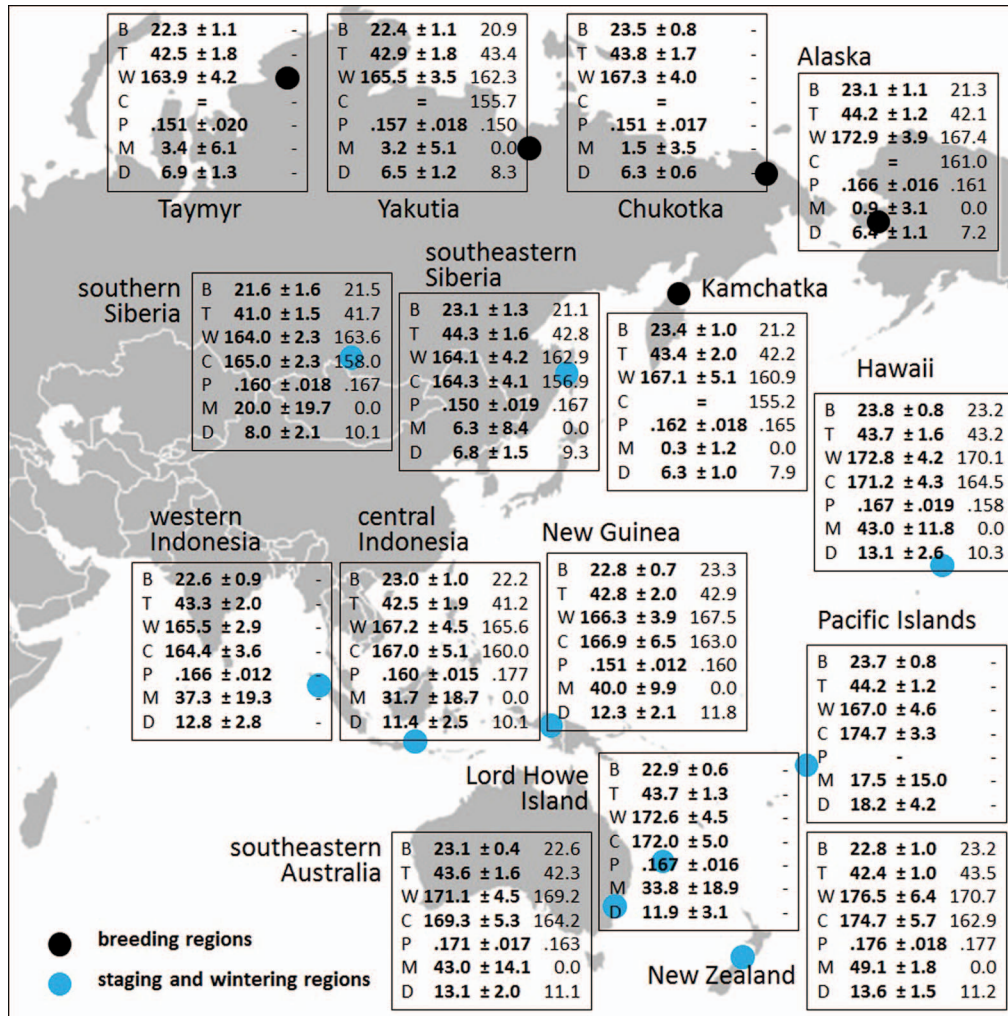 B 22.3 ± 1.1 -
T 42.5 ± 1.8 -
W 163.9 ± 4.2 -
C = -
P .151 ± .020 -
M 3.4 ± 6.1 -
D 6.9 ± 1.3 -
Taymyr
B 22.4 ± 1.1 20.9
T 42.9 ± 1.8 43.4
W 165.5 ± 3.5 162.3
C = 155.7
P .157 ± .018 .150
M 3.2 ± 5.1 0.0
D 6.5 ± 1.2 8.3
Yakutia
B 23.5 ± 0.8 -
T 43.8 ± 1.7 -
W 167.3 ± 4.0 -
C = -
P .151 ± .017 -
M 1.5 ± 3.5 -
D 6.3 ± 0.6 -
Chukotka
Alaska
B 23.1 ± 1.1 21.3
T 44.2 ± 1.2 42.1
W 172.9 ± 3.9 167.4
C = 161.0
P .166 ± .016 .161
M 0.9 ± 3.1 0.0
D 6.4 ± 1.1 7.2
southern
Siberia
B 21.6 ± 1.6 21.5
T 41.0 ± 1.5 41.7
W 164.0 ± 2.3 163.6
C 165.0 ± 2.3 158.0
P .160 ± .018 .167
M 20.0 ± 19.7 0.0
D 8.0 ± 2.1 10.1
southeastern
Siberia
B 23.1 ± 1.3 21.1
T 44.3 ± 1.6 42.8
W 164.1 ± 4.2 162.9
C 164.3 ± 4.1 156.9
P .150 ± .019 .167
M 6.3 ± 8.4 0.0
D 6.8 ± 1.5 9.3
Kamchatka
B 23.4 ± 1.0 21.2
T 43.4 ± 2.0 42.2
W 167.1 ± 5.1 160.9
C = 155.2
P .162 ± .018 .165
M 0.3 ± 1.2 0.0
D 6.3 ± 1.0 7.9
Hawaii
B 23.8 ± 0.8 23.2
T 43.7 ± 1.6 43.2
W 172.8 ± 4.2 170.1
C 171.2 ± 4.3 164.5
P .167 ± .019 .158
M 43.0 ± 11.8 0.0
D 13.1 ± 2.6 10.3
western
Indonesia
B 22.6 ± 0.9 -
T 43.3 ± 2.0 -
W 165.5 ± 2.9 -
C 164.4 ± 3.6 -
P .166 ± .012 -
M 37.3 ± 19.3 -
D 12.8 ± 2.8 -
central
Indonesia
B 23.0 ± 1.0 22.2
T 42.5 ± 1.9 41.2
W 167.2 ± 4.5 165.6
C 167.0 ± 5.1 160.0
P .160 ± .015 .177
M 31.7 ± 18.7 0.0
D 11.4 ± 2.5 10.1
New Guinea
B 22.8 ± 0.7 23.3
T 42.8 ± 2.0 42.9
W 166.3 ± 3.9 167.5
C 166.9 ± 6.5 163.0
P .151 ± .012 .160
M 40.0 ± 9.9 0.0
D 12.3 ± 2.1 11.8
Pacific Islands
B 23.7 ± 0.8 -
T 44.2 ± 1.2 -
W 167.0 ± 4.6 -
C 174.7 ± 3.3 -
P - -
M 17.5 ± 15.0 -
D 18.2 ± 4.2 -
Lord Howe
Island
B 22.9 ± 0.6 -
T 43.7 ± 1.3 -
W 172.6 ± 4.5 -
C 172.0 ± 5.0 -
P .167 ± .016 -
M 33.8 ± 18.9 -
D 11.9 ± 3.1 -
southeastern
Australia
B 23.1 ± 0.4 22.6
T 43.6 ± 1.6 42.3
W 171.1 ± 4.5 169.2
C 169.3 ± 5.3 164.2
P .171 ± .017 .163
M 43.0 ± 14.1 0.0
D 13.1 ± 2.0 11.1
New Zealand
B 22.8 ± 1.0 23.2
T 42.4 ± 1.0 43.5
W 176.5 ± 6.4 170.7
C 174.7 ± 5.7 162.9
P .176 ± .018 .177
M 49.1 ± 1.8 0.0
D 13.6 ± 1.5 11.2
breeding regions
staging and wintering regions